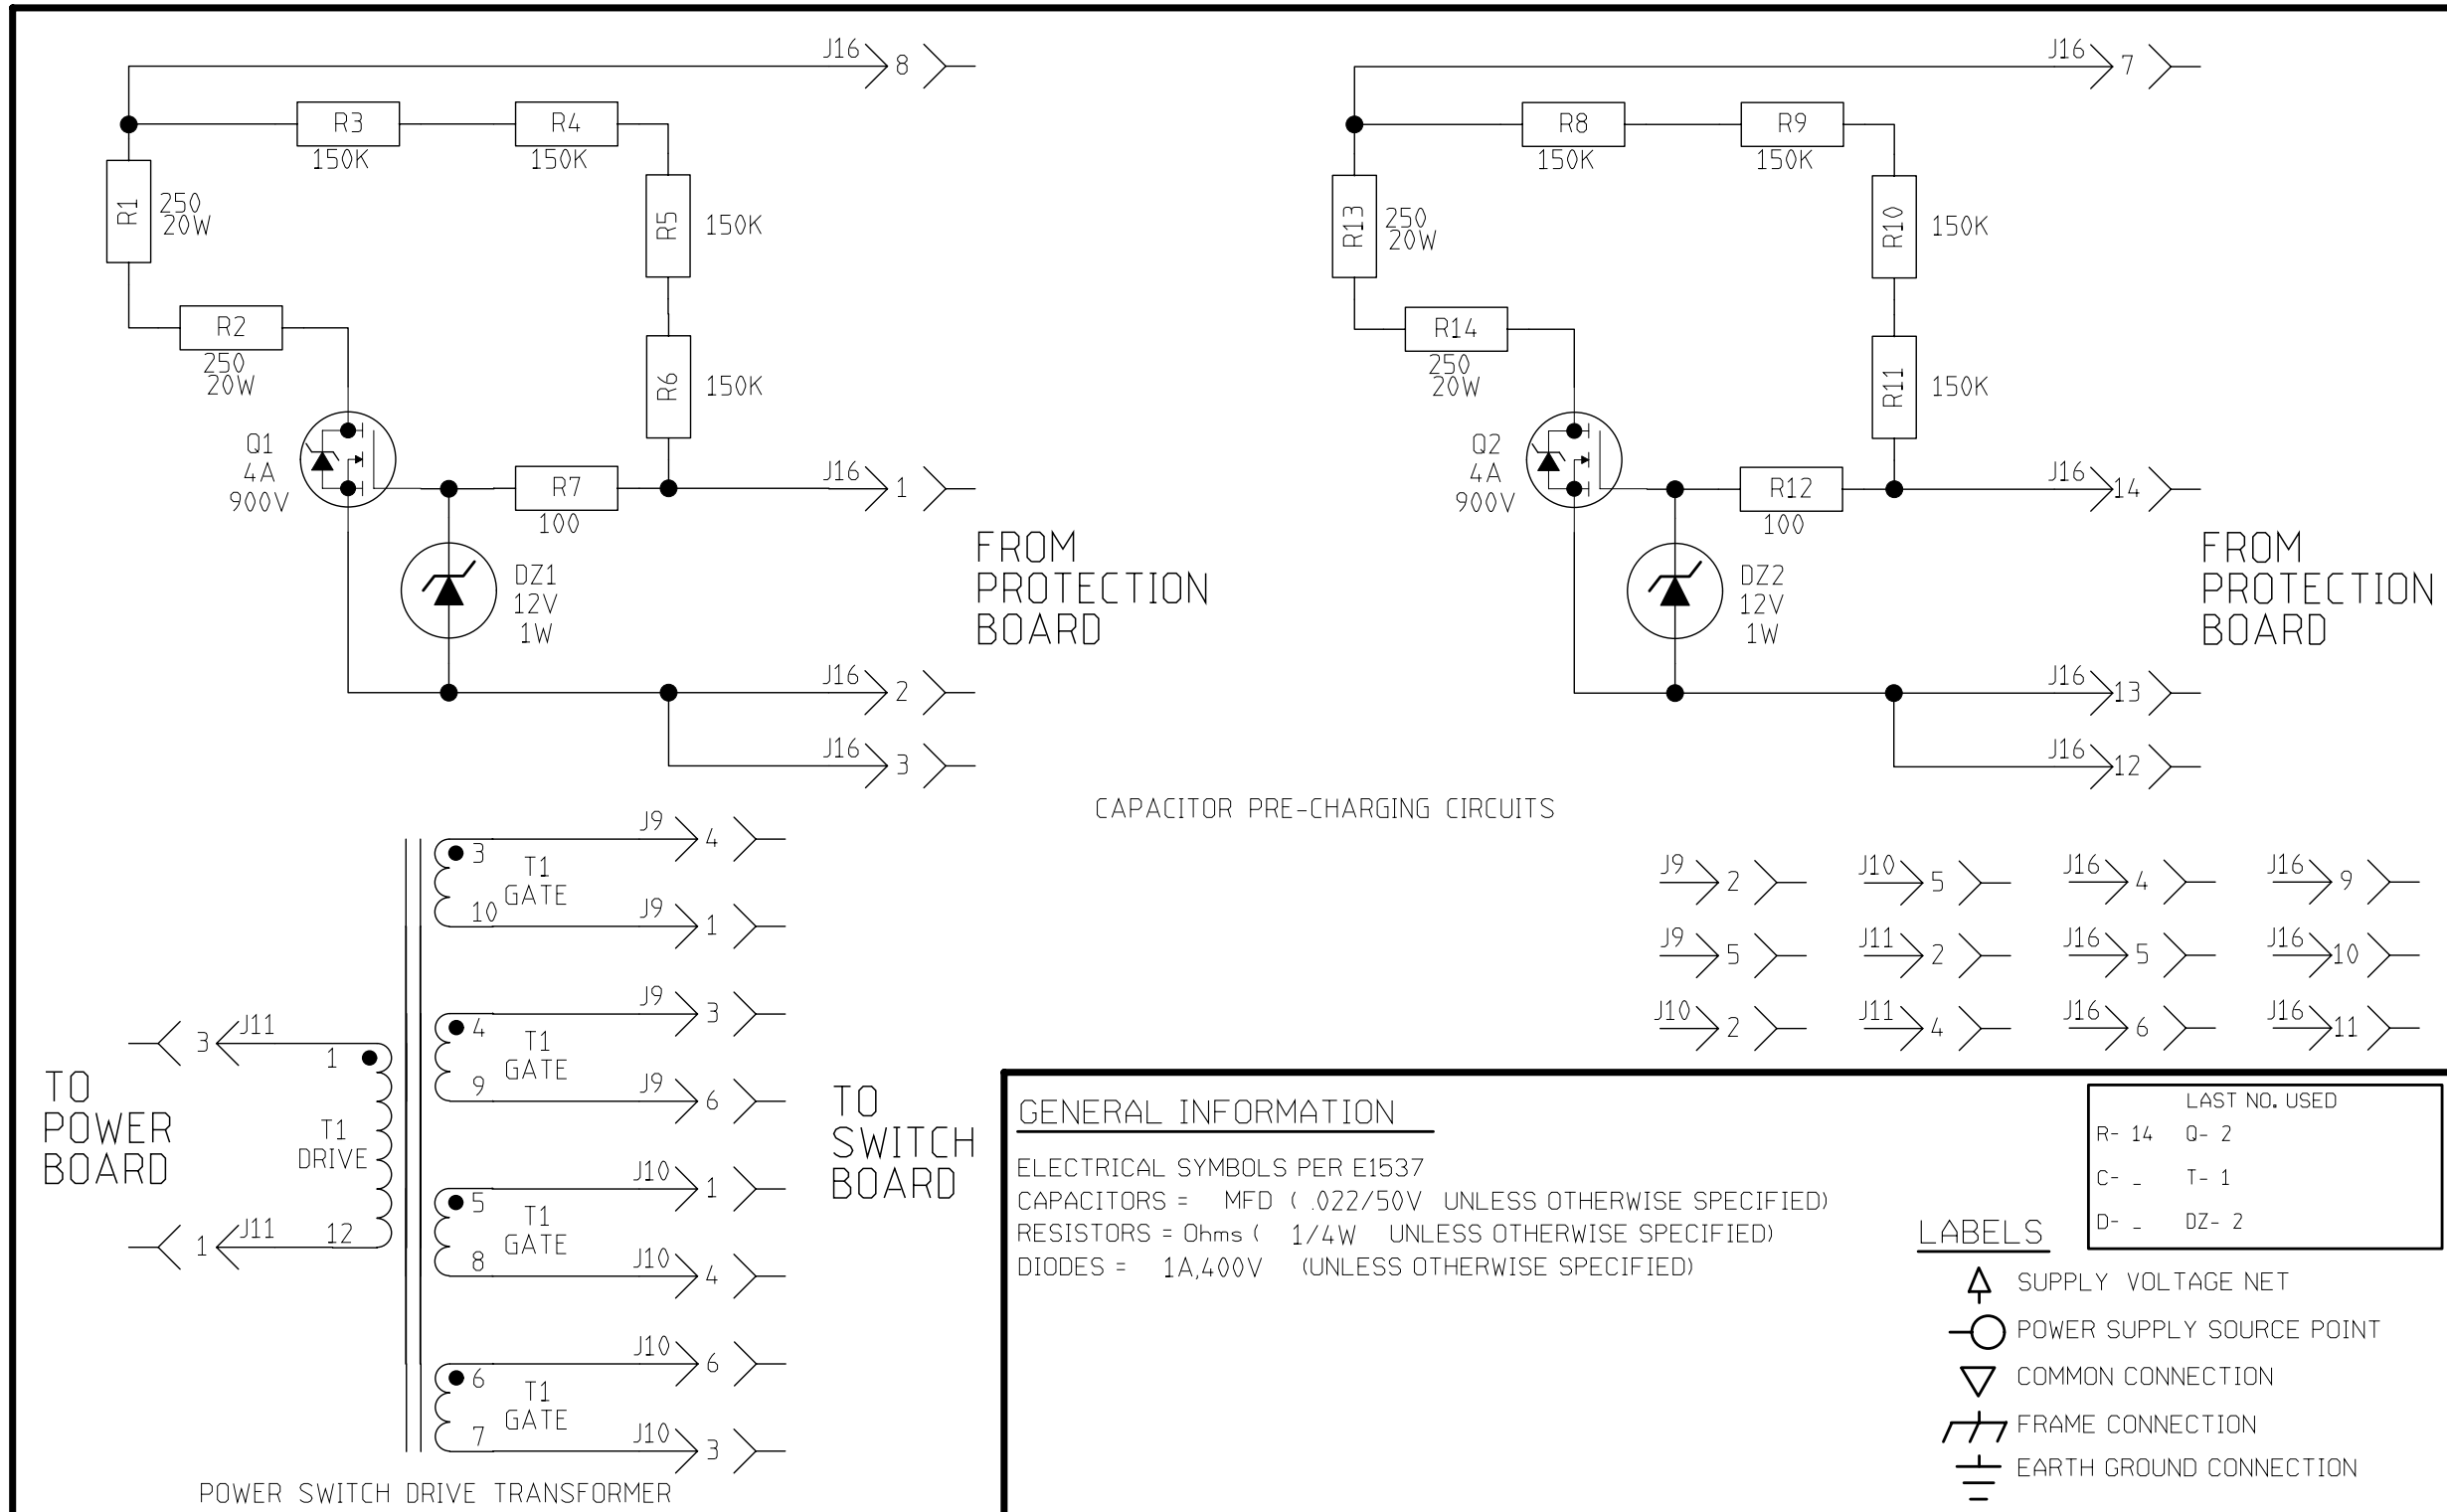 J16 8
R3
150K
R4
150K
R1
250
20W
R5
150K
R2
250
20W
R6
150K
Q1
4A
900V
R7
100
J16 1
DZ1
12V
1W
FROM
PROTECTION
BOARD
J16 2
J16 3
J16 7
R8
150K
R9
150K
R13
250
20W
R10
150K
R14
250
20W
R11
150K
Q2
4A
900V
R12
100
J16 14
DZ2
12V
1W
FROM
PROTECTION
BOARD
J16 13
J16 12
CAPACITOR PRE-CHARGING CIRCUITS
3
T1
GATE
10
J9 4
J9 1
4
T1
GATE
9
J9 3
J9 6
3 J11
1
T1
DRIVE
12
1 J11
TO
POWER
BOARD
TO
SWITCH
BOARD
5
T1
GATE
8
J10 1
J10 4
6
T1
GATE
7
J10 6
J10 3
POWER SWITCH DRIVE TRANSFORMER
J9 2 J10 5 J16 4 J16 9
J9 5 J11 2 J16 5 J16 10
J10 2 J11 4 J16 6 J16 11
GENERAL INFORMATION
ELECTRICAL SYMBOLS PER E1537
CAPACITORS = MFD ( .022/50V UNLESS OTHERWISE SPECIFIED)
RESISTORS = Ohms ( 1/4W UNLESS OTHERWISE SPECIFIED)
DIODES = 1A,400V (UNLESS OTHERWISE SPECIFIED)
LAST NO. USED
R- 14 Q- 2
C- _ T- 1
D- _ DZ- 2
LABELS
SUPPLY VOLTAGE NET
POWER SUPPLY SOURCE POINT
COMMON CONNECTION
FRAME CONNECTION
EARTH GROUND CONNECTION